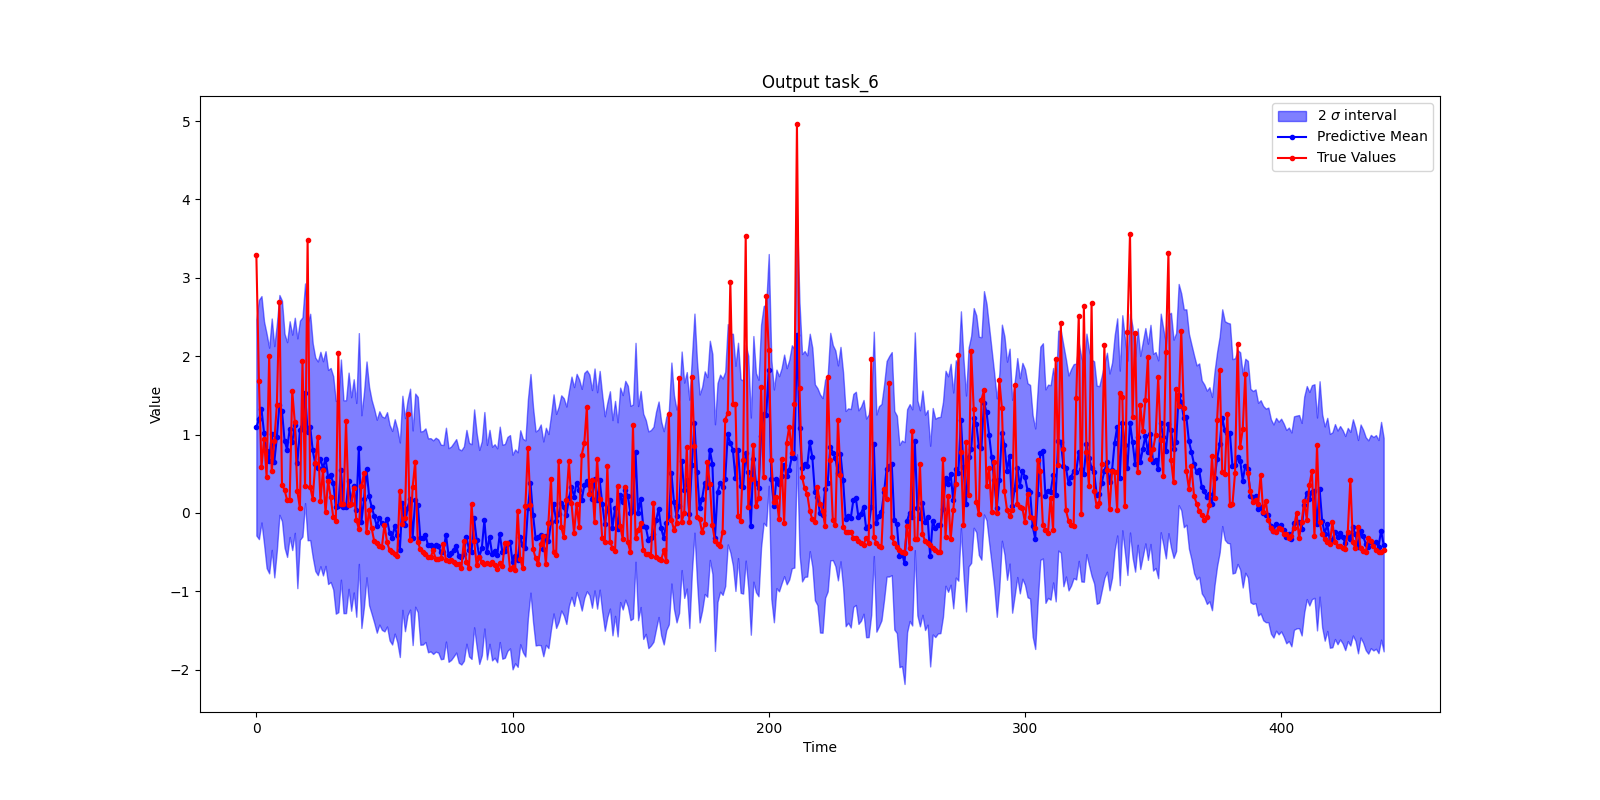 Output task_6
2 σ interval
Predictive Mean
True Values
Value
5
4
3
2
1
0
−1
−2
0 100 200 300 400
Time